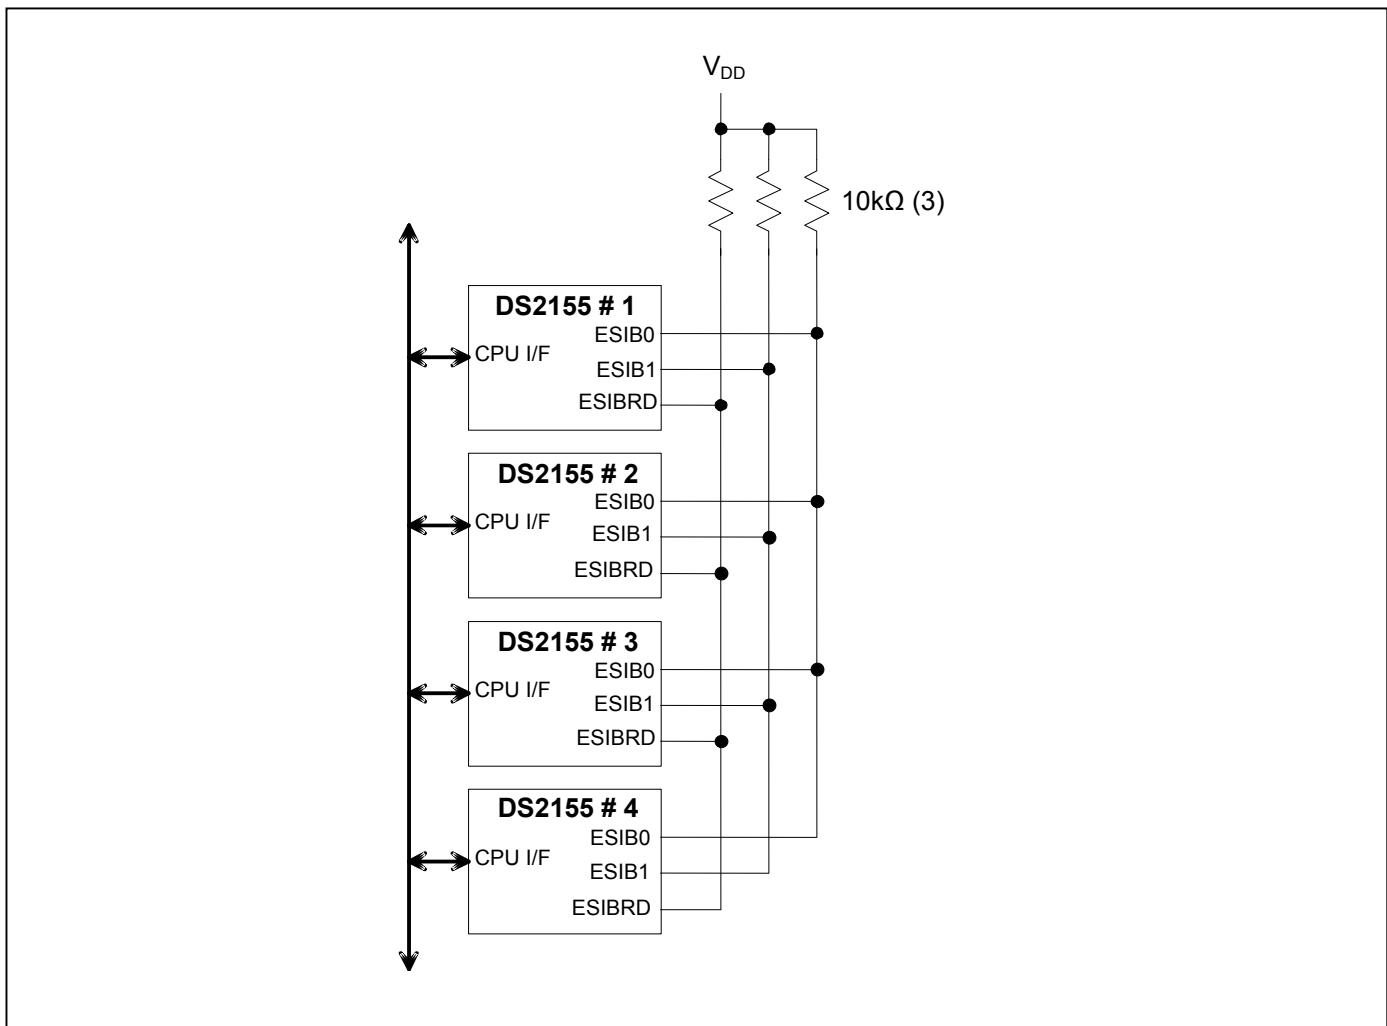 V_DD
10kΩ (3)
DS2155 # 1
ESIB0
CPU I/F
ESIB1
ESIBRD
DS2155 # 2
ESIB0
CPU I/F
ESIB1
ESIBRD
DS2155 # 3
ESIB0
CPU I/F
ESIB1
ESIBRD
DS2155 # 4
ESIB0
CPU I/F
ESIB1
ESIBRD